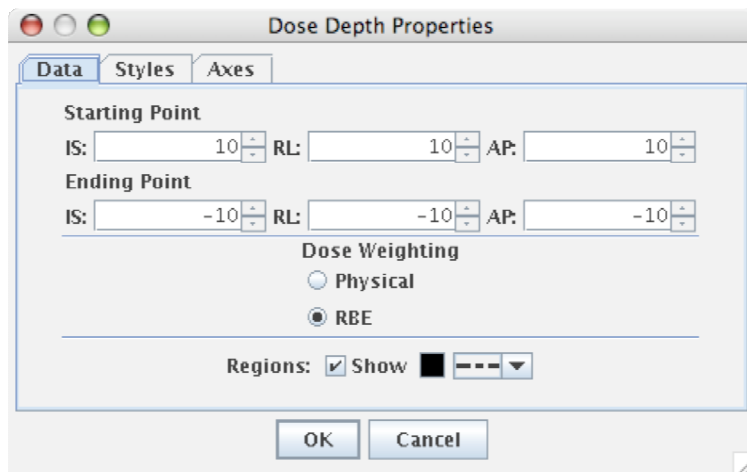 Dose Depth Properties
Data Styles Axes
Starting Point
IS: 10 RL: 10 AP: 10
Ending Point
IS: -10 RL: -10 AP: -10
Dose Weighting
Physical
RBE
Regions: Show
OK Cancel